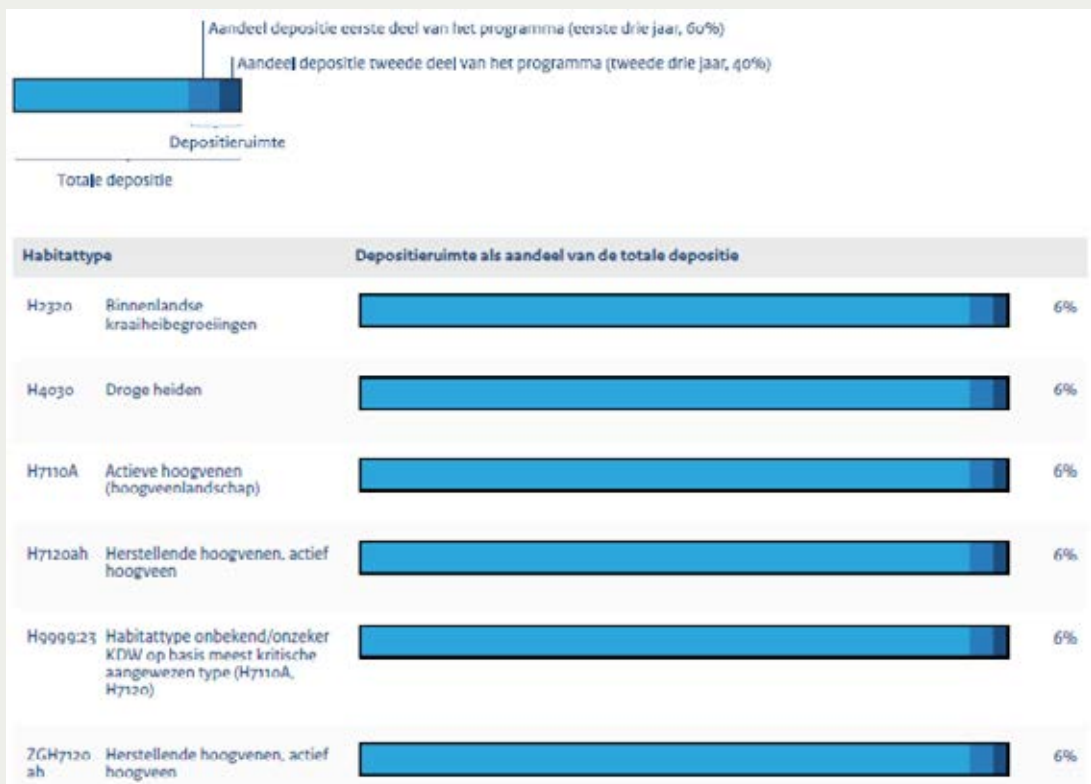 Aandeel depositie eerste deel van het programma (eerste drie jaar, 60%)
Aandeel depositie tweede deel van het programma (tweede drie jaar, 40%)
Depositieruimte
Totale depositie
Habitattype Depositieruimte als aandeel van de totale depositie
H2320 Binnenlandse kraaiheibegroeiingen 6%
H4030 Droge heiden 6%
H7110A Actieve hoogvenen (hoogveenlandschap) 6%
H7120ah Herstellende hoogvenen, actief hoogveen 6%
H9999:23 Habitattype onbekend/onzeker KDW op basis meest kritische aangewezen type (H7110A, H7120) 6%
ZGH7120ah Herstellende hoogvenen, actief hoogveen 6%